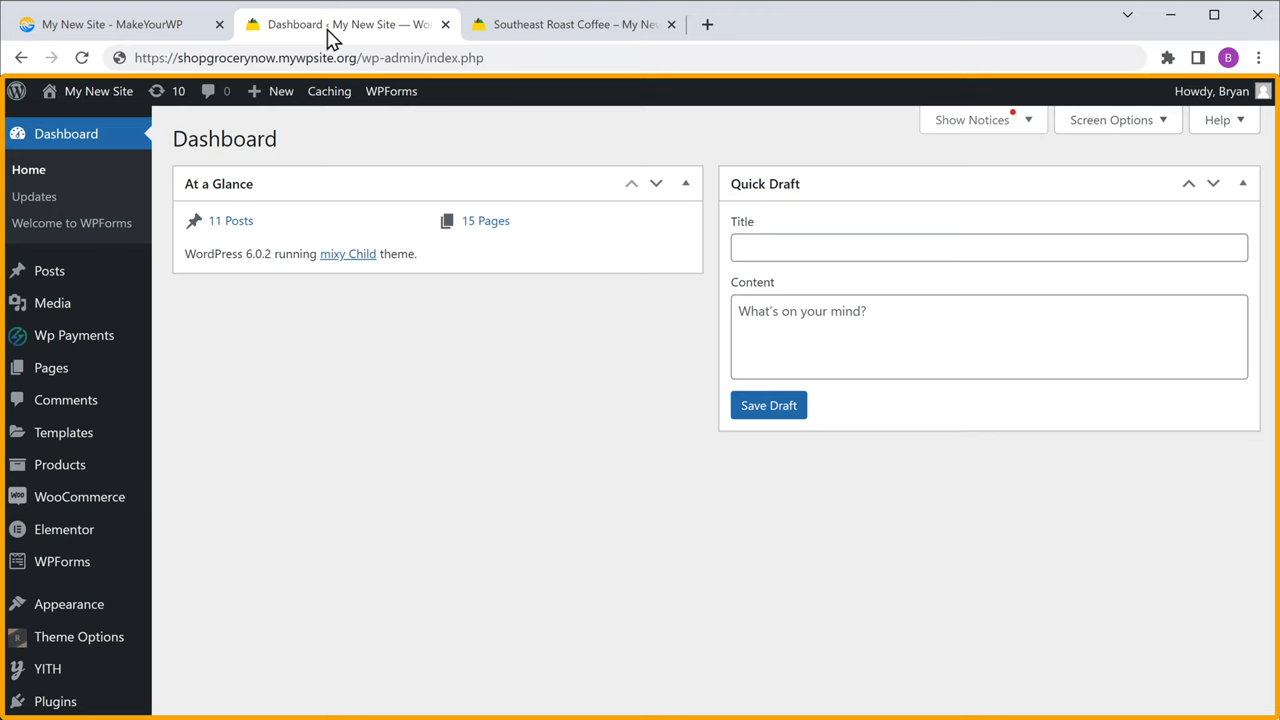 My New Site - MakeYourWP
Dashboard ‹ My New Site — Wor
Southeast Roast Coffee – My New
https://shopgrocerynow.mywpsite.org/wp-admin/index.php
B
My New Site
10
0
New
Caching
WPForms
Howdy, Bryan
Dashboard
Home
Updates
Welcome to WPForms
Posts
Media
Wp Payments
Pages
Comments
Templates
Products
WooCommerce
Elementor
WPForms
Appearance
Theme Options
YITH
Plugins
Show Notices
Screen Options
Help
Dashboard
At a Glance
11 Posts
15 Pages
WordPress 6.0.2 running mixy Child theme.
Quick Draft
Title
Content
What's on your mind?
Save Draft